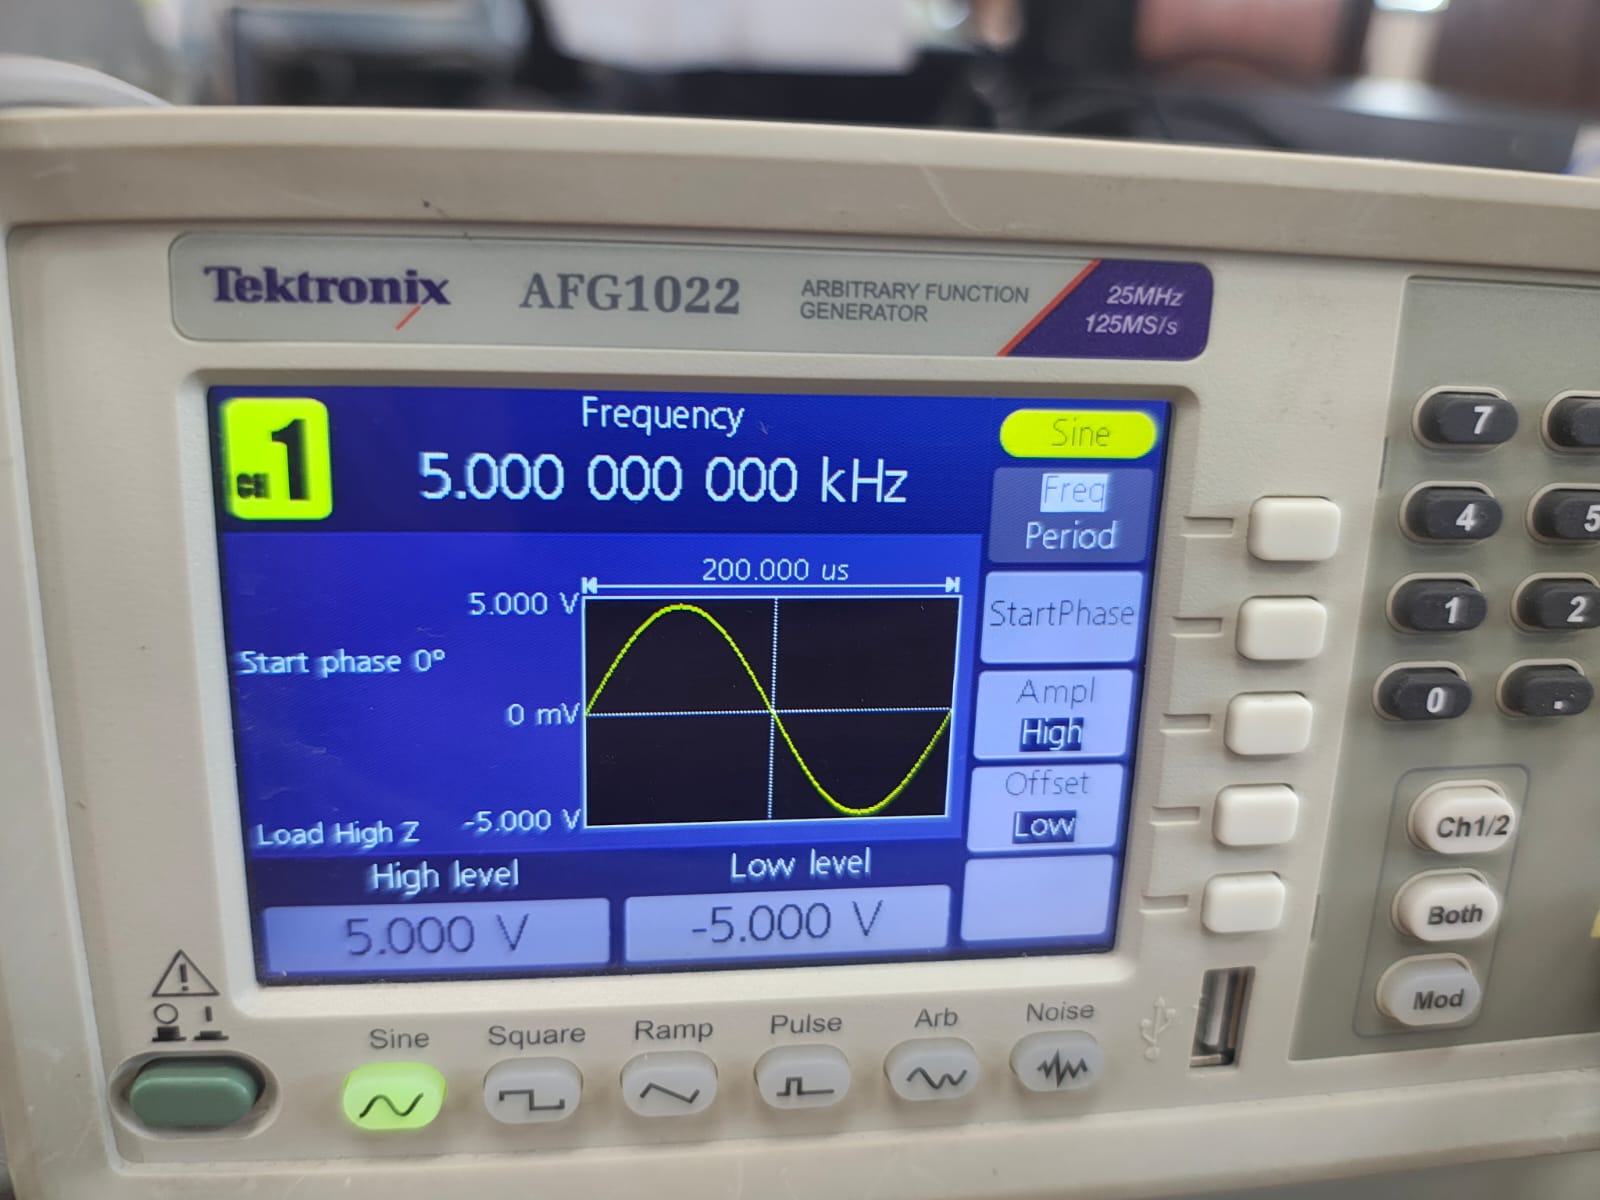 Tektronix
AFG1022
ARBITRARY FUNCTION
GENERATOR
25MHz
125MS/s
CH 1
Frequency
5.000 000 000 kHz
Sine
Freq
Period
StartPhase
Ampl
High
Offset
Low
200.000 us
5.000 V
Start phase 0°
0 mV
Load High Z
-5.000 V
High level
Low level
5.000 V
-5.000 V
7
4
5
1
2
0
.
Ch1/2
Both
Mod
Sine
Square
Ramp
Pulse
Arb
Noise